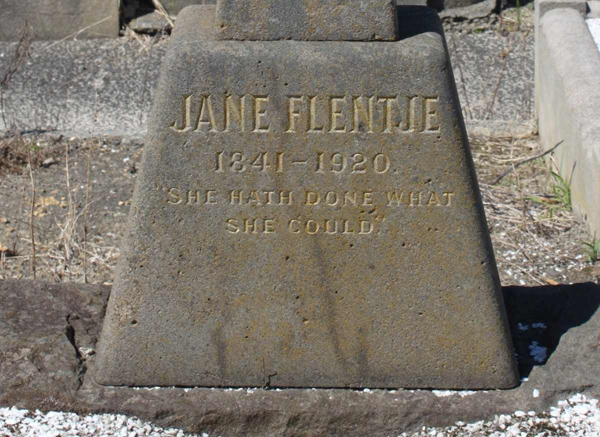 JANE FLENTJE
1841-1920.
"SHE HATH DONE WHAT
SHE COULD."